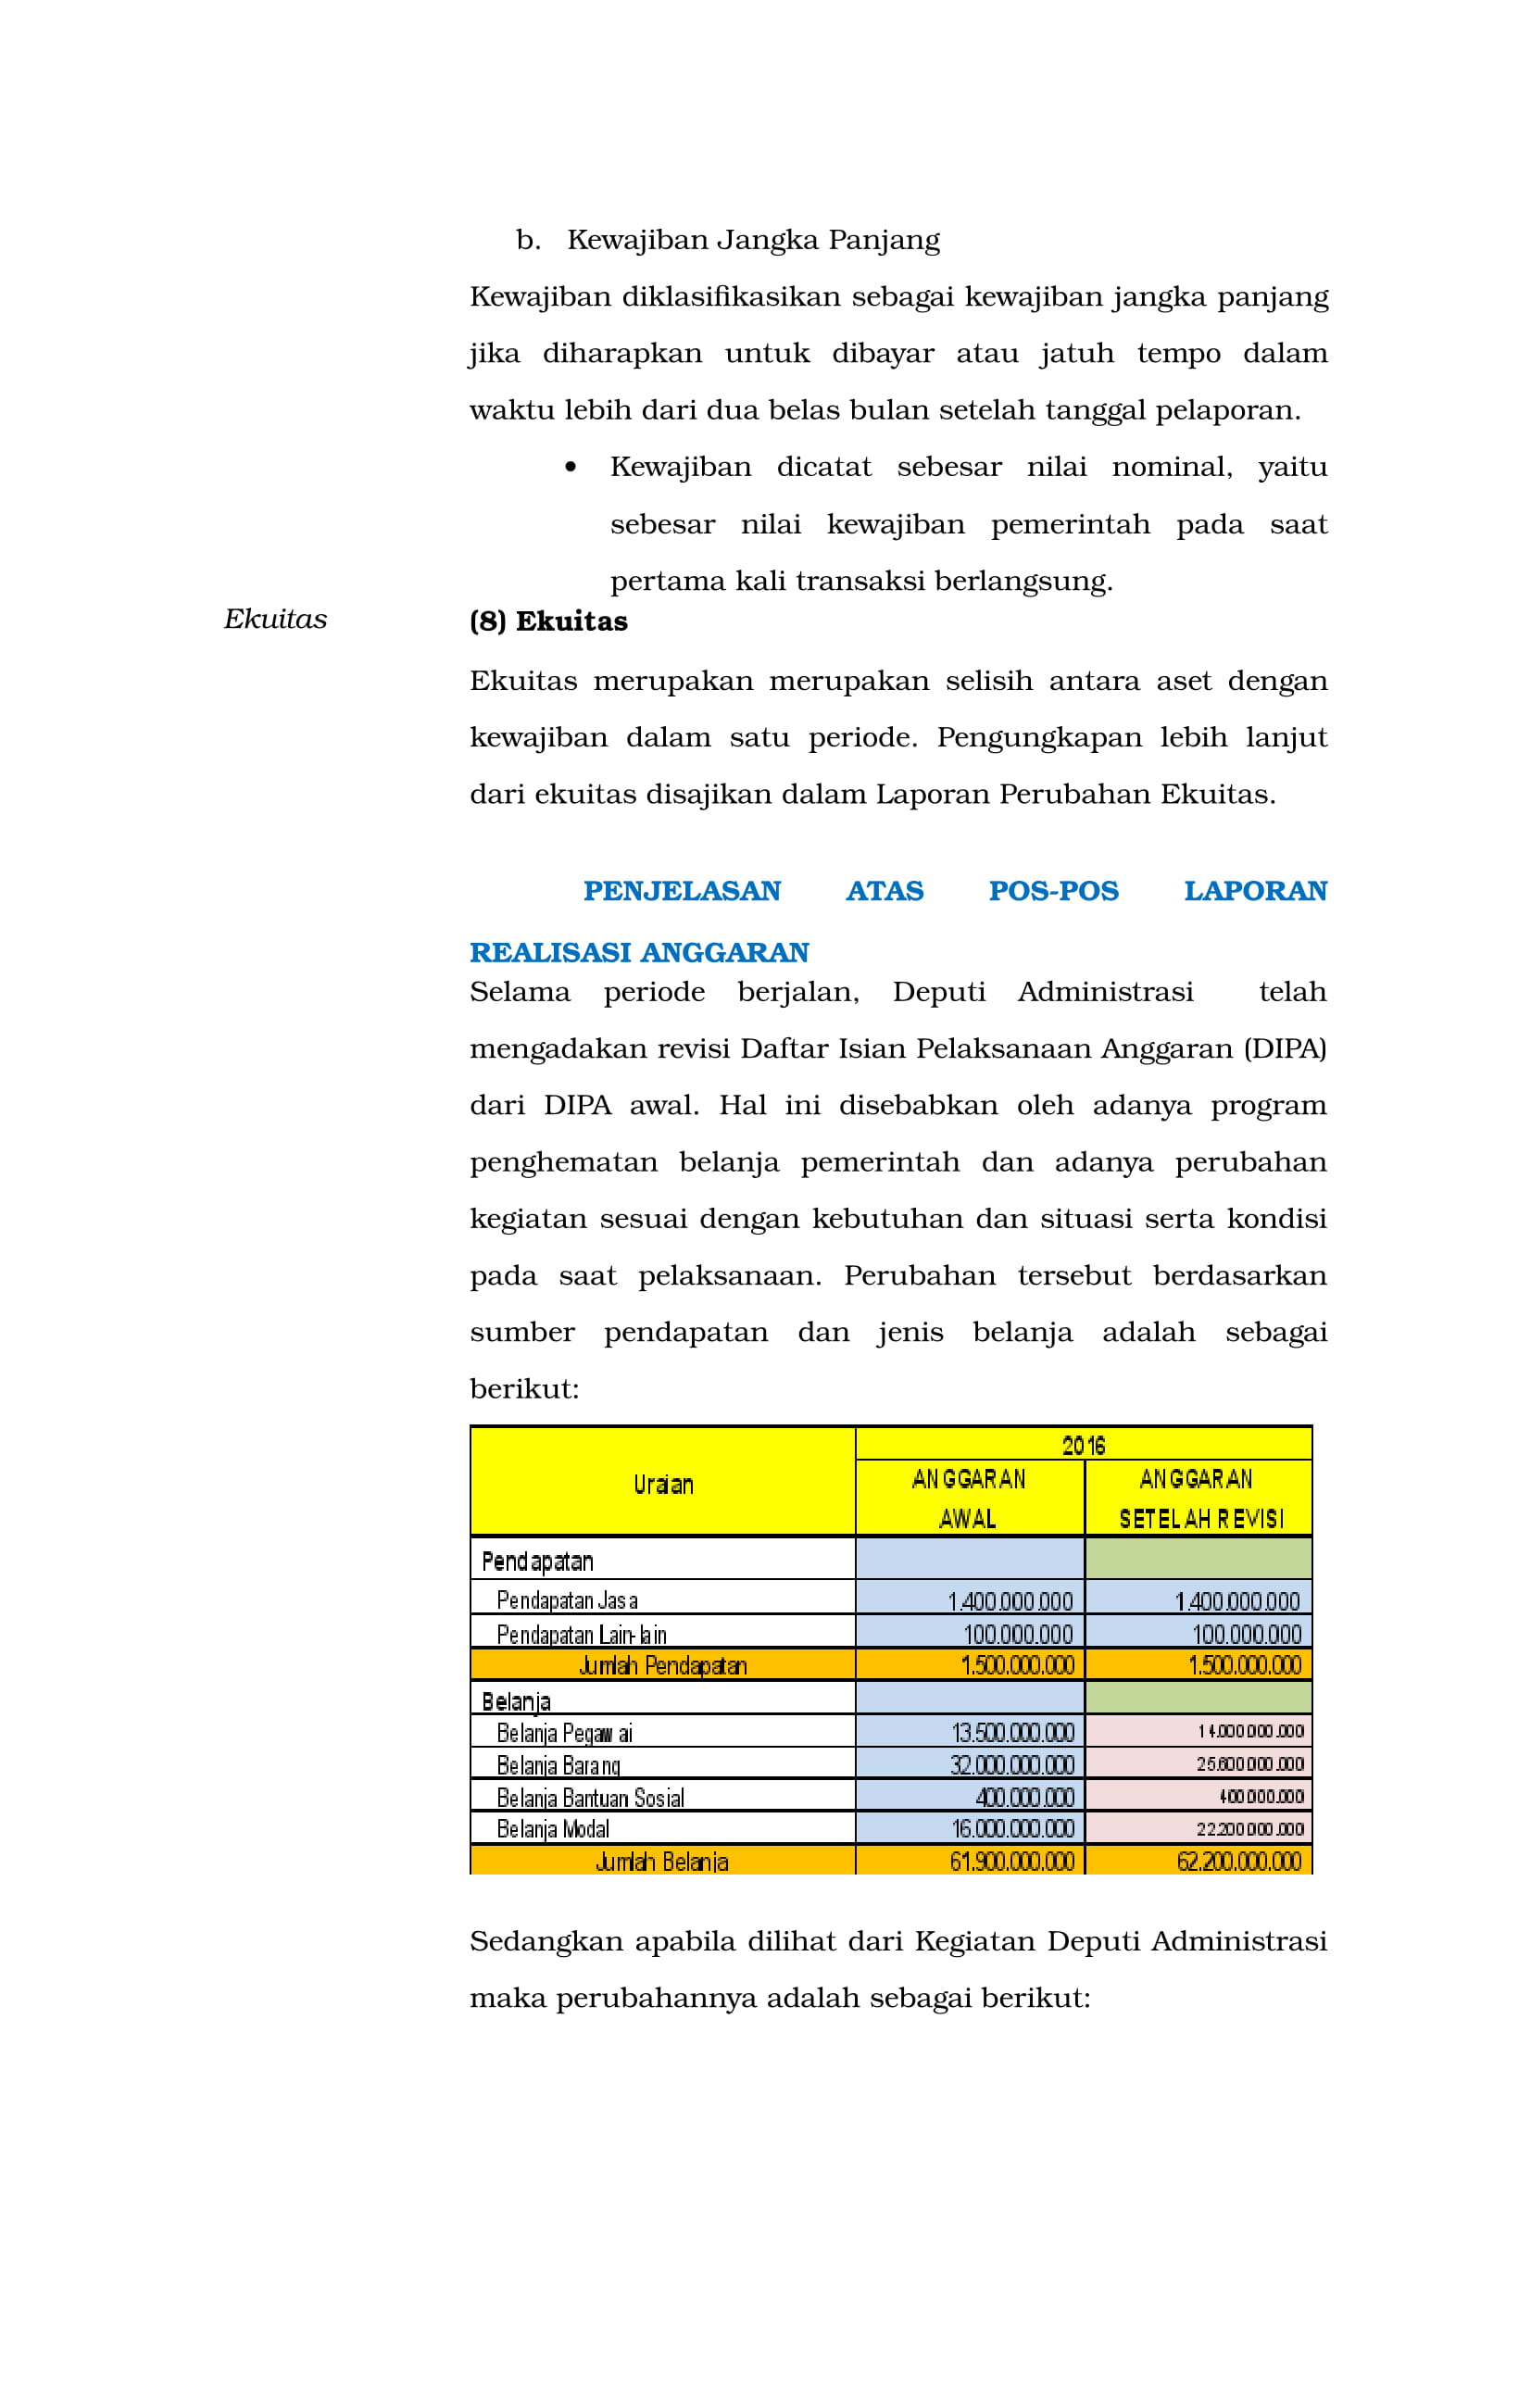 b. Kewajiban Jangka Panjang
Kewajiban diklasifikasikan sebagai kewajiban jangka panjang
jika diharapkan untuk dibayar atau jatuh tempo dalam
waktu lebih dari dua belas bulan setelah tanggal pelaporan.
• Kewajiban dicatat sebesar nilai nominal, yaitu
sebesar nilai kewajiban pemerintah pada saat
pertama kali transaksi berlangsung.
Ekuitas (8) Ekuitas
Ekuitas merupakan merupakan selisih antara aset dengan
kewajiban dalam satu periode. Pengungkapan lebih lanjut
dari ekuitas disajikan dalam Laporan Perubahan Ekuitas.
PENJELASAN ATAS POS-POS LAPORAN
REALISASI ANGGARAN
Selama periode berjalan, Deputi Administrasi telah
mengadakan revisi Daftar Isian Pelaksanaan Anggaran (DIPA)
dari DIPA awal. Hal ini disebabkan oleh adanya program
penghematan belanja pemerintah dan adanya perubahan
kegiatan sesuai dengan kebutuhan dan situasi serta kondisi
pada saat pelaksanaan. Perubahan tersebut berdasarkan
sumber pendapatan dan jenis belanja adalah sebagai
berikut:
2016
Uraian ANGGARAN AWAL ANGGARAN SETELAH REVISI
Pendapatan
Pendapatan Jasa 1.400.000.000 1.400.000.000
Pendapatan Lain-lain 100.000.000 100.000.000
Jumlah Pendapatan 1.500.000.000 1.500.000.000
Belanja
Belanja Pegawai 13.500.000.000 14.000.000.000
Belanja Barang 32.000.000.000 25.600.000.000
Belanja Bantuan Sosial 400.000.000 400.000.000
Belanja Modal 16.000.000.000 22.200.000.000
Jumlah Belanja 61.900.000.000 62.200.000.000
Sedangkan apabila dilihat dari Kegiatan Deputi Administrasi
maka perubahannya adalah sebagai berikut: